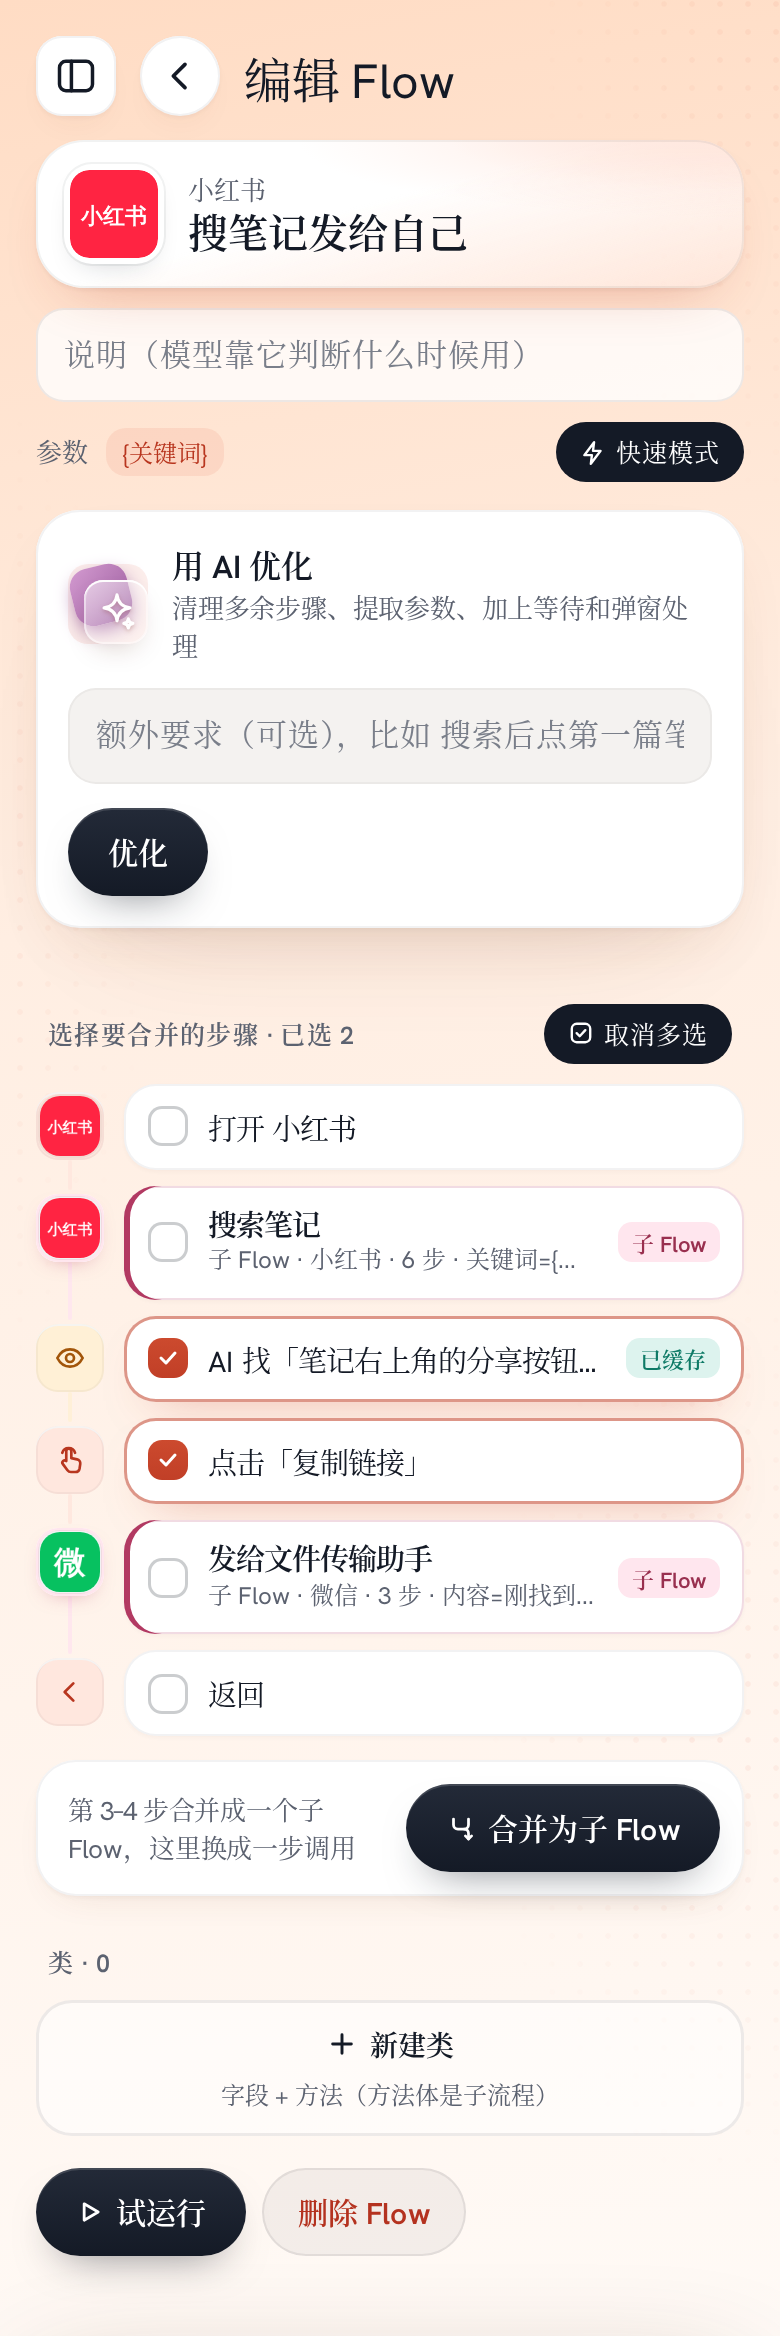 编辑 Flow
小红书
小红书
搜笔记发给自己
说明（模型靠它判断什么时候用）
参数
{关键词}
快速模式
用 AI 优化
清理多余步骤、提取参数、加上等待和弹窗处
理
额外要求（可选），比如 搜索后点第一篇笔
优化
选择要合并的步骤 · 已选 2
取消多选
小红书
打开 小红书
小红书
搜索笔记
子 Flow · 小红书 · 6 步 · 关键词={...
子 Flow
AI 找「笔记右上角的分享按钮...
已缓存
点击「复制链接」
微
发给文件传输助手
子 Flow · 微信 · 3 步 · 内容=刚找到...
子 Flow
返回
第 3-4 步合并成一个子
Flow，这里换成一步调用
合并为子 Flow
类 · 0
新建类
字段 + 方法（方法体是子流程）
试运行
删除 Flow